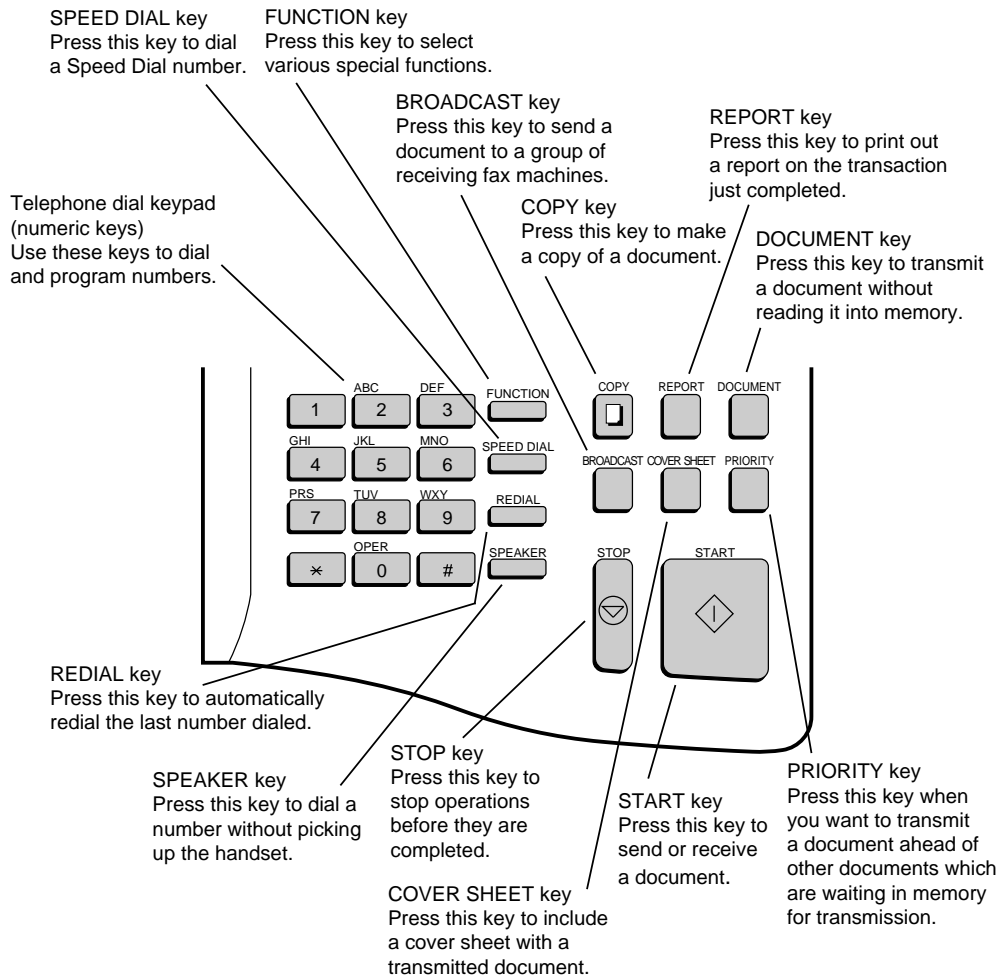 SPEED DIAL key
Press this key to dial
a Speed Dial number.
FUNCTION key
Press this key to select
various special functions.
BROADCAST key
Press this key to send a
document to a group of
receiving fax machines.
REPORT key
Press this key to print out
a report on the transaction
just completed.
Telephone dial keypad
(numeric keys)
Use these keys to dial
and program numbers.
COPY key
Press this key to make
a copy of a document.
DOCUMENT key
Press this key to transmit
a document without
reading it into memory.
ABC DEF FUNCTION COPY REPORT DOCUMENT
1 2 3
GHI JKL MNO SPEED DIAL BROADCAST COVER SHEET PRIORITY
4 5 6
PRS TUV WXY REDIAL
7 8 9
OPER SPEAKER STOP START
* 0 #
REDIAL key
Press this key to automatically
redial the last number dialed.
SPEAKER key
Press this key to dial a
number without picking
up the handset.
STOP key
Press this key to
stop operations
before they are
completed.
COVER SHEET key
Press this key to include
a cover sheet with a
transmitted document.
START key
Press this key to
send or receive
a document.
PRIORITY key
Press this key when
you want to transmit
a document ahead of
other documents which
are waiting in memory
for transmission.